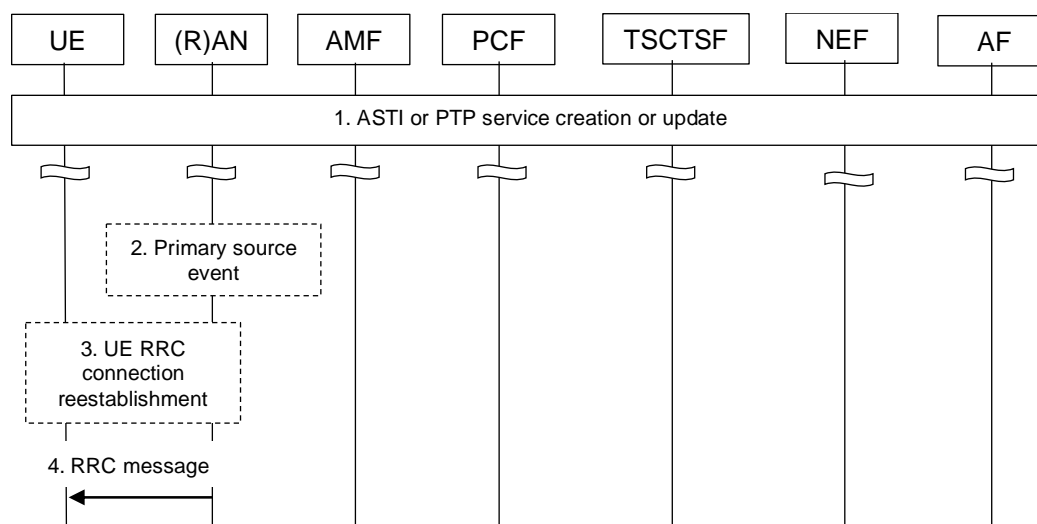 UE (R)AN AMF PCF TSCTSF NEF AF
1. ASTI or PTP service creation or update
2. Primary source
event
3. UE RRC
connection
reestablishment
4. RRC message